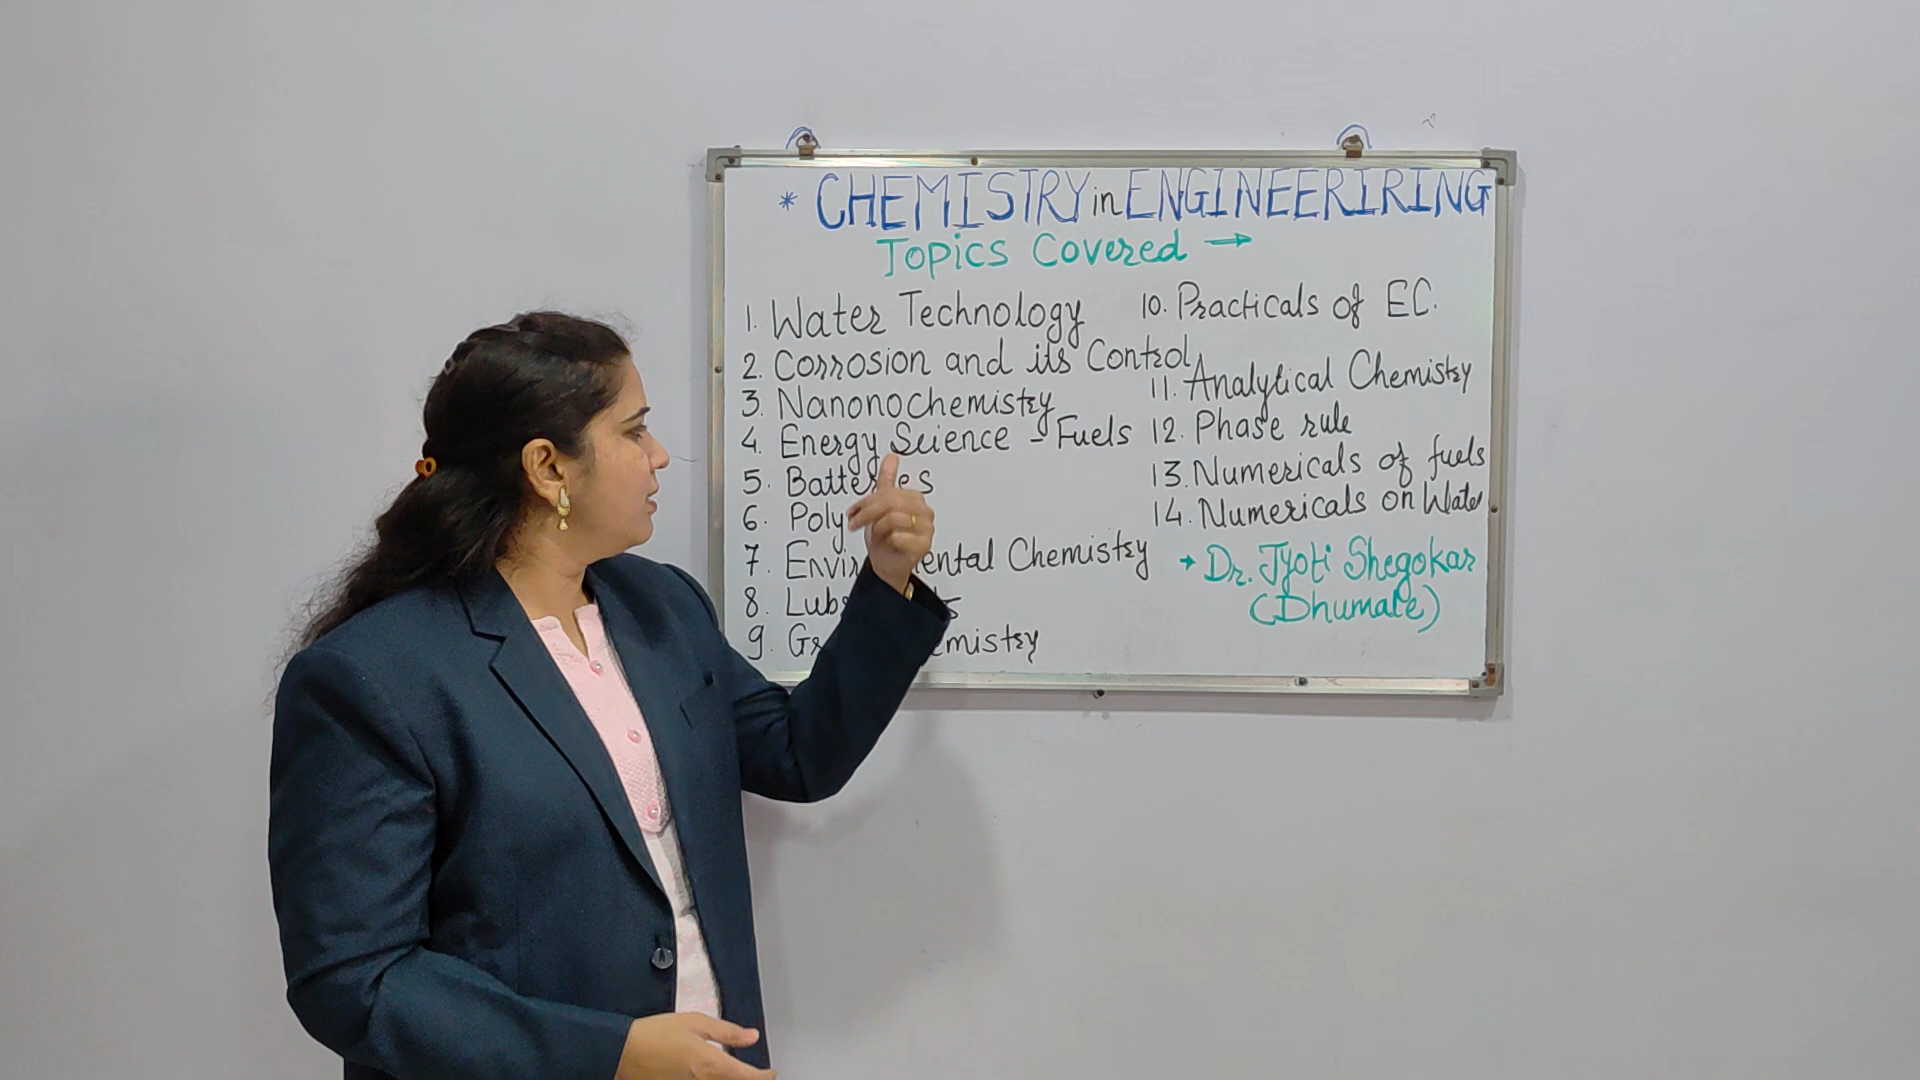 * CHEMISTRY in ENGINEERIRING
Topics Covered →
1. Water Technology
2. Corrosion and its Control
3. Nanonochemistry
4. Energy Science - Fuels
5.
6.
7. Chemistry
8.
9.
10. Practicals of EC.
11. Analytical Chemistry
12. Phase rule
13. Numericals of fuels
14. Numericals on Water
→ Dr. Jyoti Shegokar
(Dhumale)